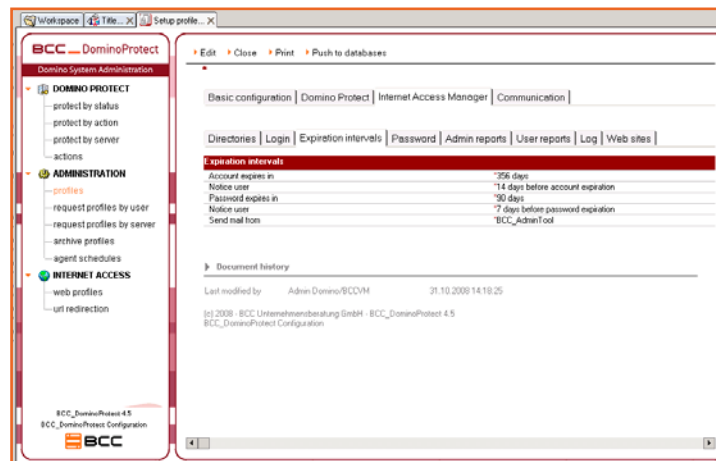 Workspace Title... X Setup profile... X
BCC DominoProtect
Domino System Administration
DOMINO PROTECT
protect by status
protect by action
protect by server
actions
ADMINISTRATION
profiles
request profiles by user
request profiles by server
archive profiles
agent schedules
INTERNET ACCESS
web profiles
url redirection
BCC_DominoProtect 4.5
BCC_DominoProtect Configuration
BCC
Edit Close Print Push to databases
Basic configuration | Domino Protect | Internet Access Manager | Communication |
Directories | Login | Expiration intervals | Password | Admin reports | User reports | Log | Web sites |
Expiration intervals
Account expires in "356 days
Notice user "14 days before account expiration
Password expires in "90 days
Notice user "7 days before password expiration
Send mail from "BCC_AdminTool
Document history
Last modified by Admin Domino/BCCVM 31.10.2008 14:18:25
(c) 2008 - BCC Unternehmensberatung GmbH - BCC_DominoProtect 4.5
BCC_DominoProtect Configuration